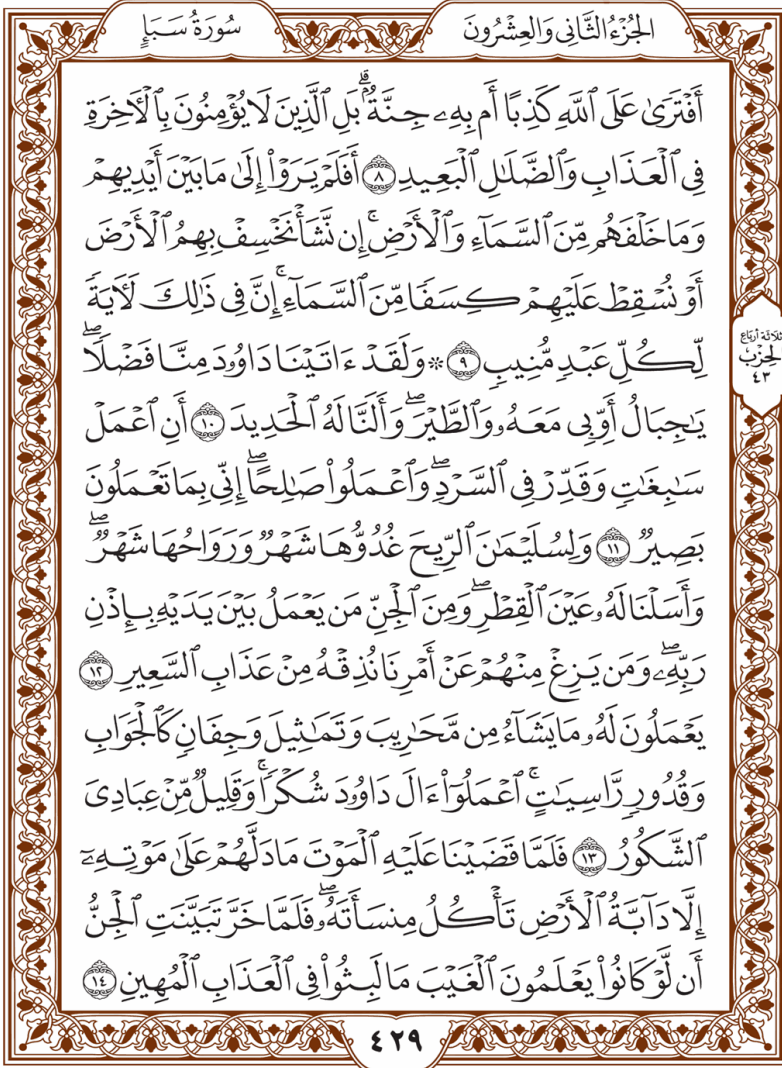 الجُزْءُ الثَّانِي وَالعِشْرُونَ
سُورَةُ سَبَإٍ
أَفْتَرَىٰ عَلَى ٱللَّهِ كَذِبًا أَم بِهِۦ جِنَّةُۢۗ بَلِ ٱلَّذِينَ لَا يُؤْمِنُونَ بِٱلْأَخِرَةِ
فِى ٱلْعَذَابِ وَٱلضَّلَٰلِ ٱلْبَعِيدِ ٨ أَفَلَمْ يَرَوْا۟ إِلَىٰ مَا بَيْنَ أَيْدِيهِمْ
وَمَا خَلْفَهُم مِّنَ ٱلسَّمَآءِ وَٱلْأَرْضِۚ إِن نَّشَأْ نَخْسِفْ بِهِمُ ٱلْأَرْضَ
أَوْ نُسْقِطْ عَلَيْهِمْ كِسَفًا مِّنَ ٱلسَّمَآءِۚ إِنَّ فِى ذَٰلِكَ لَأَيَةً
لِّكُلِّ عَبْدٍ مُّنِيبٍ ٩ ۞ وَلَقَدْ ءَاتَيْنَا دَاوُۥدَ مِنَّا فَضْلًاۖ
يَٰجِبَالُ أَوِّبِى مَعَهُۥ وَٱلطَّيْرَۖ وَأَلَنَّا لَهُ ٱلْحَدِيدَ ١٠ أَنِ ٱعْمَلْ
سَٰبِغَٰتٍ وَقَدِّرْ فِى ٱلسَّرْدِۖ وَٱعْمَلُوا۟ صَٰلِحًاۖ إِنِّى بِمَا تَعْمَلُونَ
بَصِيرٌ ١١ وَلِسُلَيْمَٰنَ ٱلرِّيحَ غُدُوُّهَا شَهْرٌ وَرَوَاحُهَا شَهْرٌۖ
وَأَسَلْنَا لَهُۥ عَيْنَ ٱلْقِطْرِۖ وَمِنَ ٱلْجِنِّ مَن يَعْمَلُ بَيْنَ يَدَيْهِ بِإِذْنِ
رَبِّهِۦۖ وَمَن يَزِغْ مِنْهُمْ عَنْ أَمْرِنَا نُذِقْهُ مِنْ عَذَابِ ٱلسَّعِيرِ ١٢
يَعْمَلُونَ لَهُۥ مَا يَشَآءُ مِن مَّحَٰرِيبَ وَتَمَٰثِيلَ وَجِفَانٍ كَٱلْجَوَابِ
وَقُدُورٍ رَّاسِيَٰتٍۚ ٱعْمَلُوٓا۟ ءَالَ دَاوُۥدَ شُكْرًاۚ وَقَلِيلٌ مِّنْ عِبَادِىَ
ٱلشَّكُورُ ١٣ فَلَمَّا قَضَيْنَا عَلَيْهِ ٱلْمَوْتَ مَا دَلَّهُمْ عَلَىٰ مَوْتِهِۦٓ
إِلَّا دَآبَّةُ ٱلْأَرْضِ تَأْكُلُ مِنسَأَتَهُۥۖ فَلَمَّا خَرَّ تَبَيَّنَتِ ٱلْجِنُّ
أَن لَّوْ كَانُوا۟ يَعْلَمُونَ ٱلْغَيْبَ مَا لَبِثُوا۟ فِى ٱلْعَذَابِ ٱلْمُهِينِ ١٤
ثلاثة أرباع
الحزب
٤٣
٤٢٩